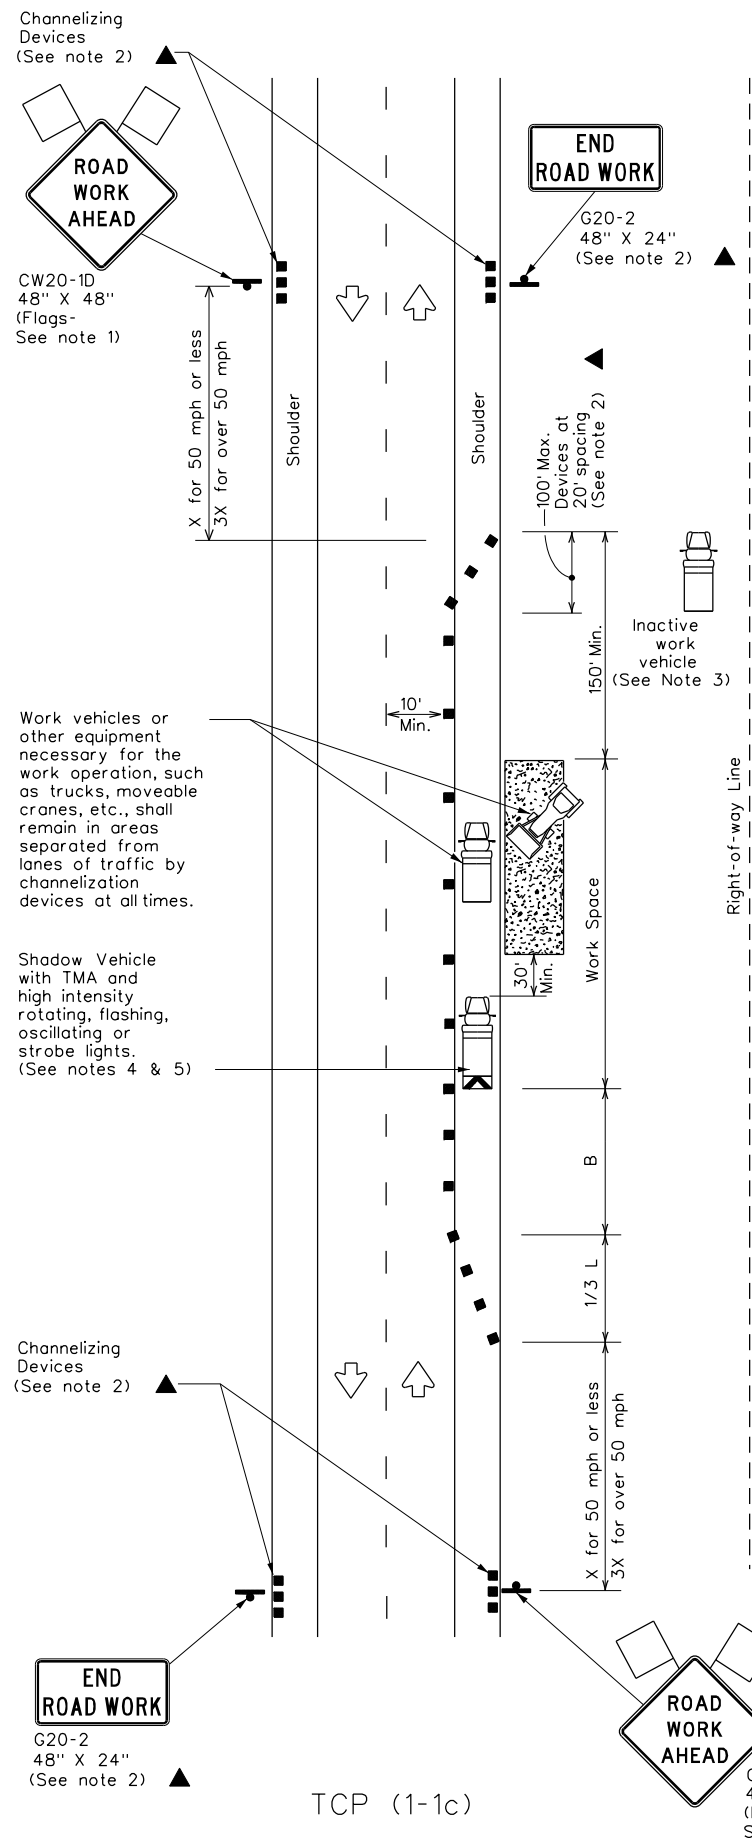 Channelizing
Devices
(See note 2)
ROAD
WORK
AHEAD
CW20-1D
48" X 48"
(Flags-
See note 1)
END
ROAD WORK
G20-2
48" X 24"
(See note 2)
X for 50 mph or less
3X for over 50 mph
Shoulder
Shoulder
100' Max.
Devices at
20' spacing
(See note 2)
150' Min.
Inactive
work
vehicle
(See Note 3)
10'
Min.
Work vehicles or
other equipment
necessary for the
work operation, such
as trucks, moveable
cranes, etc., shall
remain in areas
separated from
lanes of traffic by
channelization
devices at all times.
Right-of-way Line
Work Space
30'
Min.
Shadow Vehicle
with TMA and
high intensity
rotating, flashing,
oscillating or
strobe lights.
(See notes 4 & 5)
B
1/3 L
Channelizing
Devices
(See note 2)
X for 50 mph or less
3X for over 50 mph
END
ROAD WORK
G20-2
48" X 24"
(See note 2)
ROAD
WORK
AHEAD
TCP (1-1c)